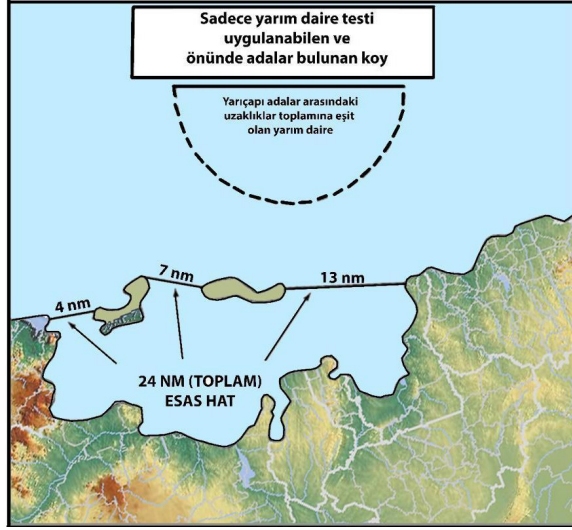 Sadece yarım daire testi
uygulanabilen ve
önünde adalar bulunan koy
Yarıçapı adalar arasındaki
uzaklıklar toplamına eşit
olan yarım daire
4 nm
7 nm
13 nm
24 NM (TOPLAM)
ESAS HAT